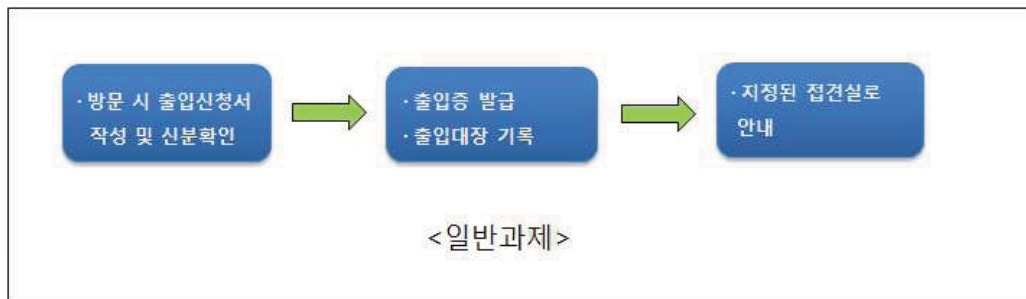 · 방문 시 출입신청서
작성 및 신분확인
· 출입증 발급
· 출입대장 기록
· 지정된 접견실로
안내
<일반과제>